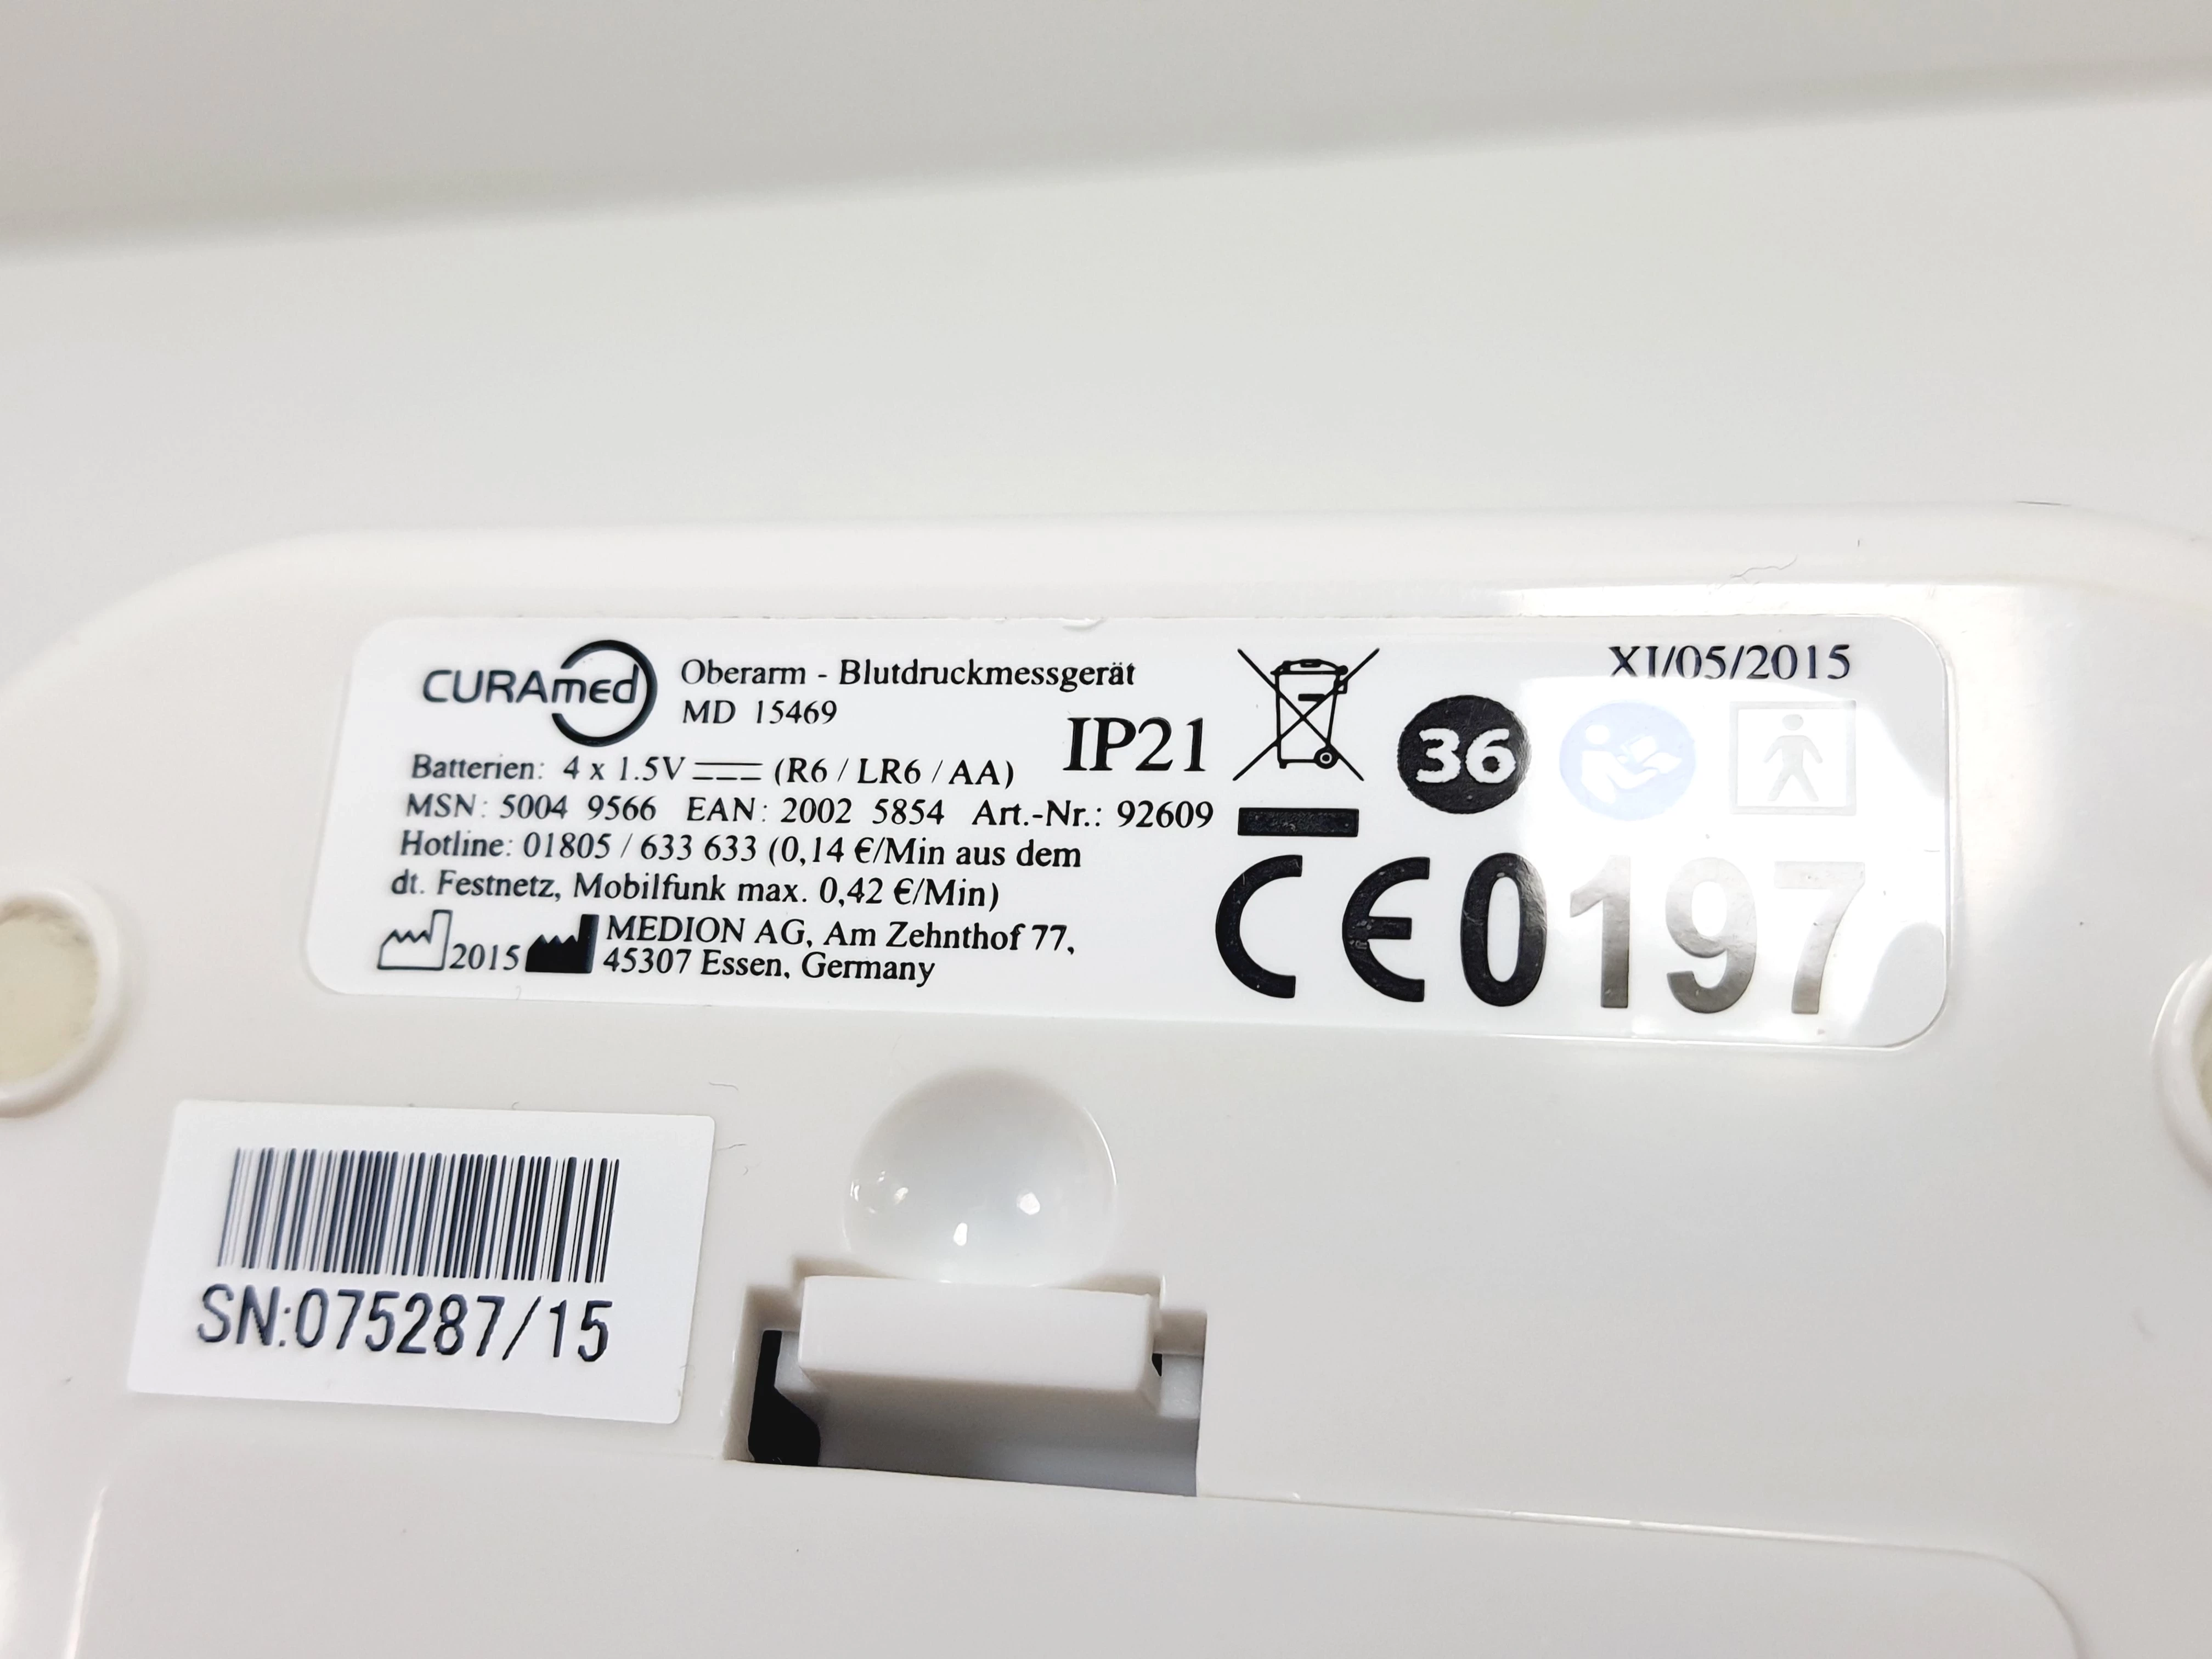 XI/05/2015
CURAmed
Oberarm - Blutdruckmessgerät
MD 15469
IP21
36
Batterien: 4 x 1.5V (R6 / LR6 / AA)
MSN: 5004 9566 EAN: 2002 5854 Art.-Nr.: 92609
Hotline: 01805 / 633 633 (0,14 €/Min aus dem
dt. Festnetz, Mobilfunk max. 0,42 €/Min)
2015 MEDION AG, Am Zehnthof 77,
45307 Essen, Germany
CE0197
SN:075287/15